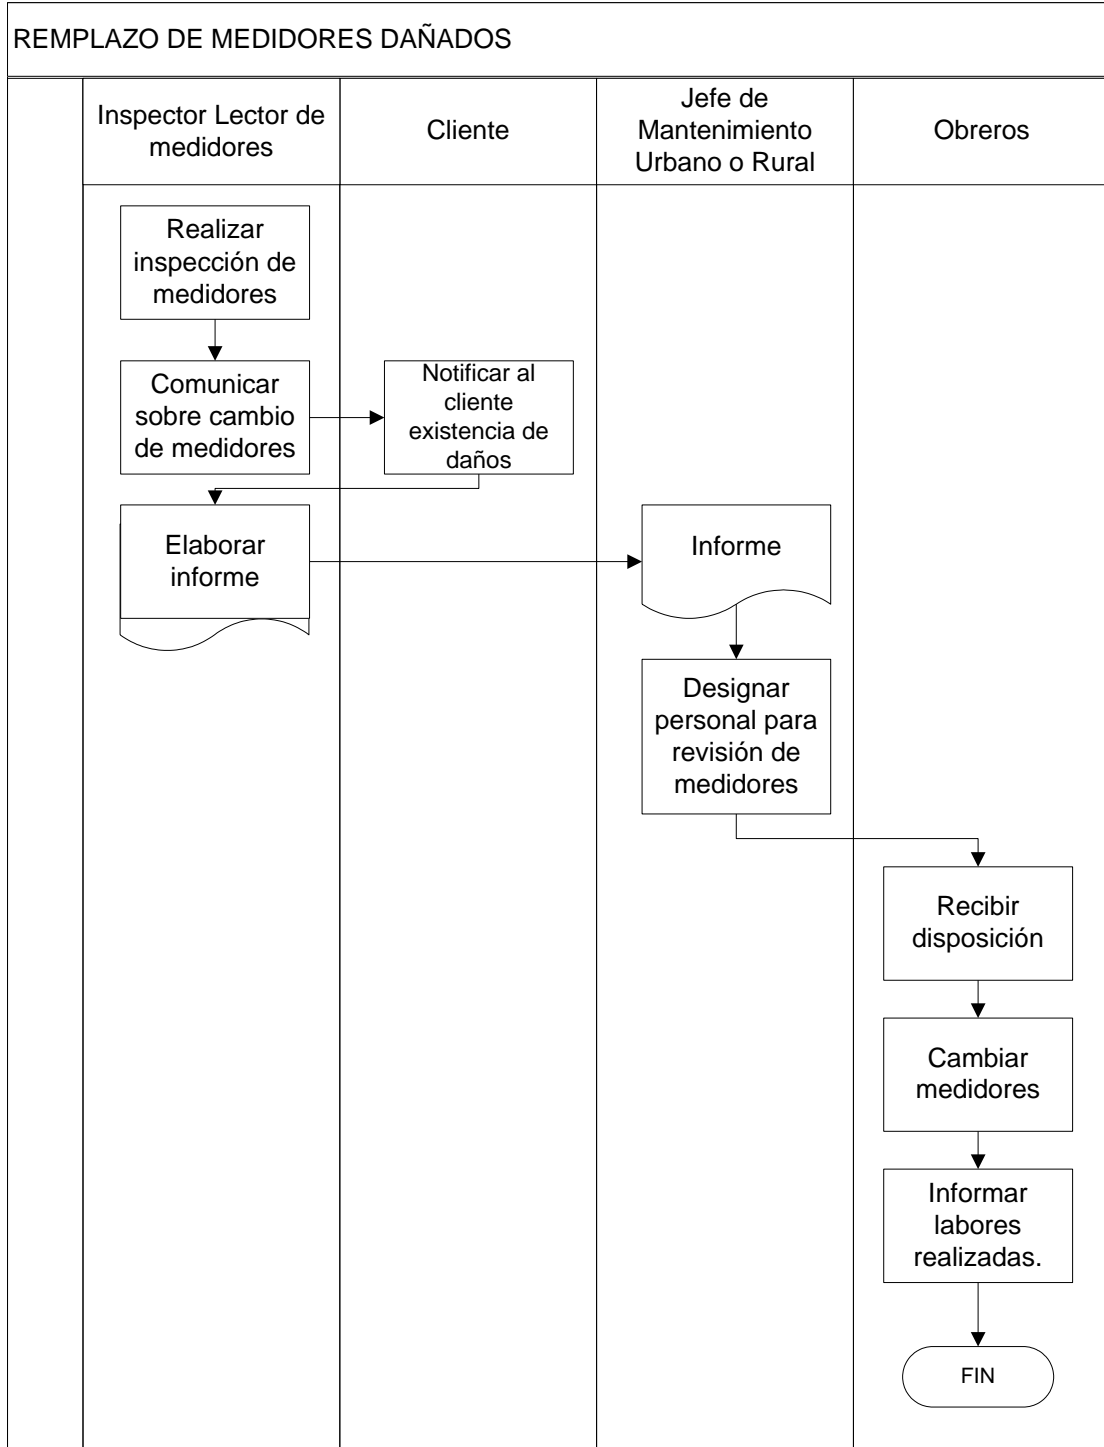 REMPLAZO DE MEDIDORES DAÑADOS
Inspector Lector de
medidores
Cliente
Jefe de
Mantenimiento
Urbano o Rural
Obreros
Realizar
inspección de
medidores
Comunicar
sobre cambio
de medidores
Notificar al
cliente
existencia de
daños
Elaborar
informe
Informe
Designar
personal para
revisión de
medidores
Recibir
disposición
Cambiar
medidores
Informar
labores
realizadas.
FIN